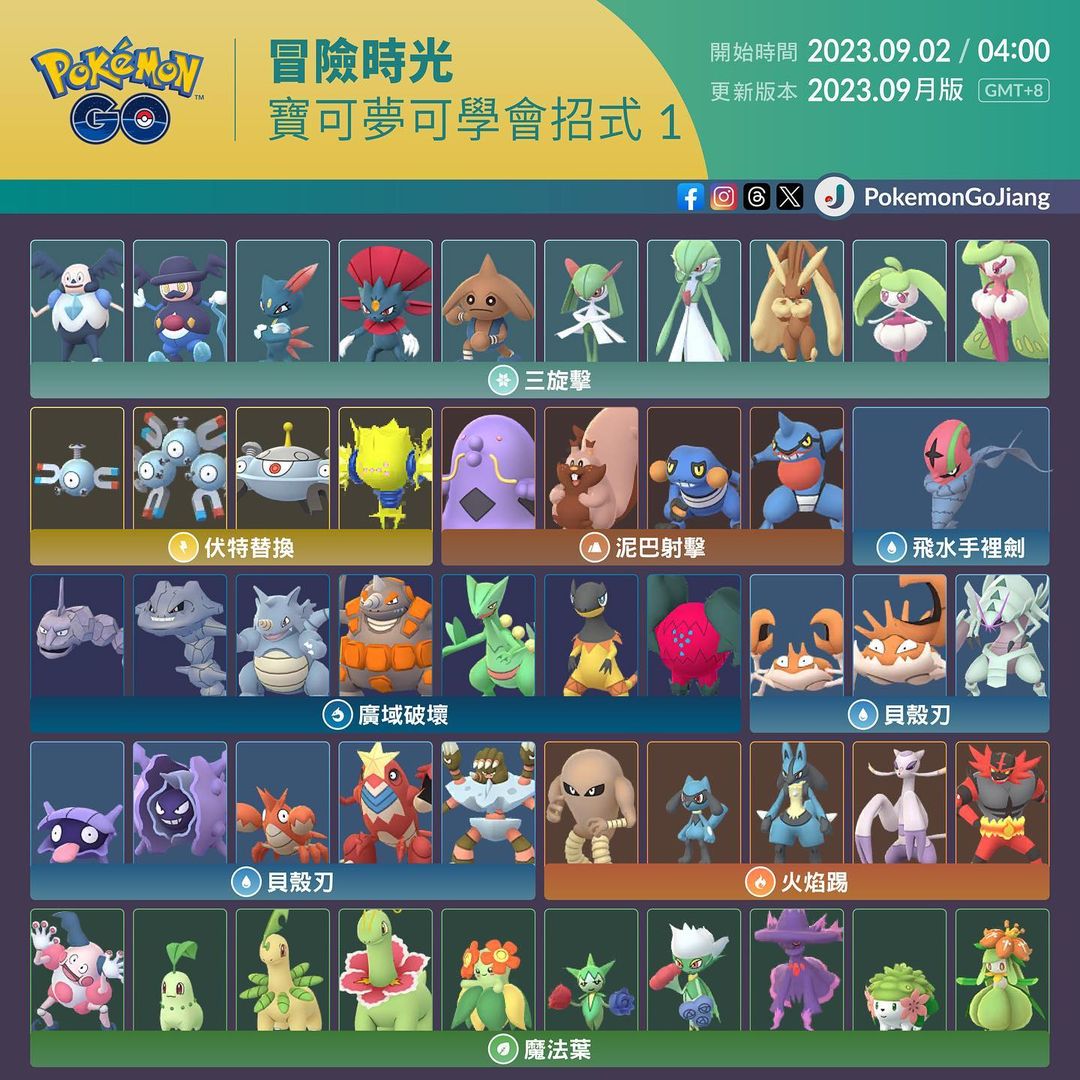 POKéMON
GO
TM
冒險時光
寶可夢可學會招式 1
開始時間 2023.09.02 / 04:00
更新版本 2023.09月版 GMT+8
PokemonGoJiang
三旋擊
伏特替換
泥巴射擊
飛水手裡劍
廣域破壞
貝殼刃
貝殼刃
火焰踢
魔法葉